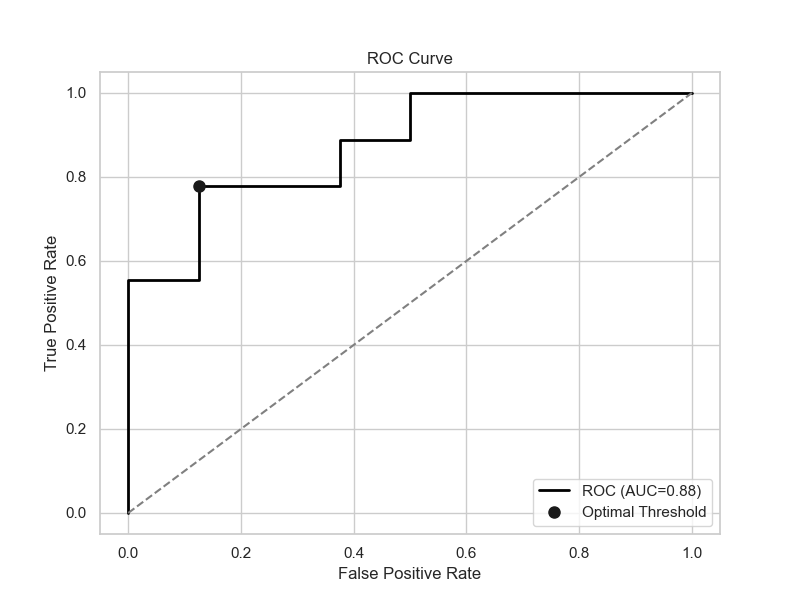 ROC Curve
1.0
0.8
0.6
0.4
0.2
0.0
True Positive Rate
0.0 0.2 0.4 0.6 0.8 1.0
False Positive Rate
ROC (AUC=0.88)
Optimal Threshold